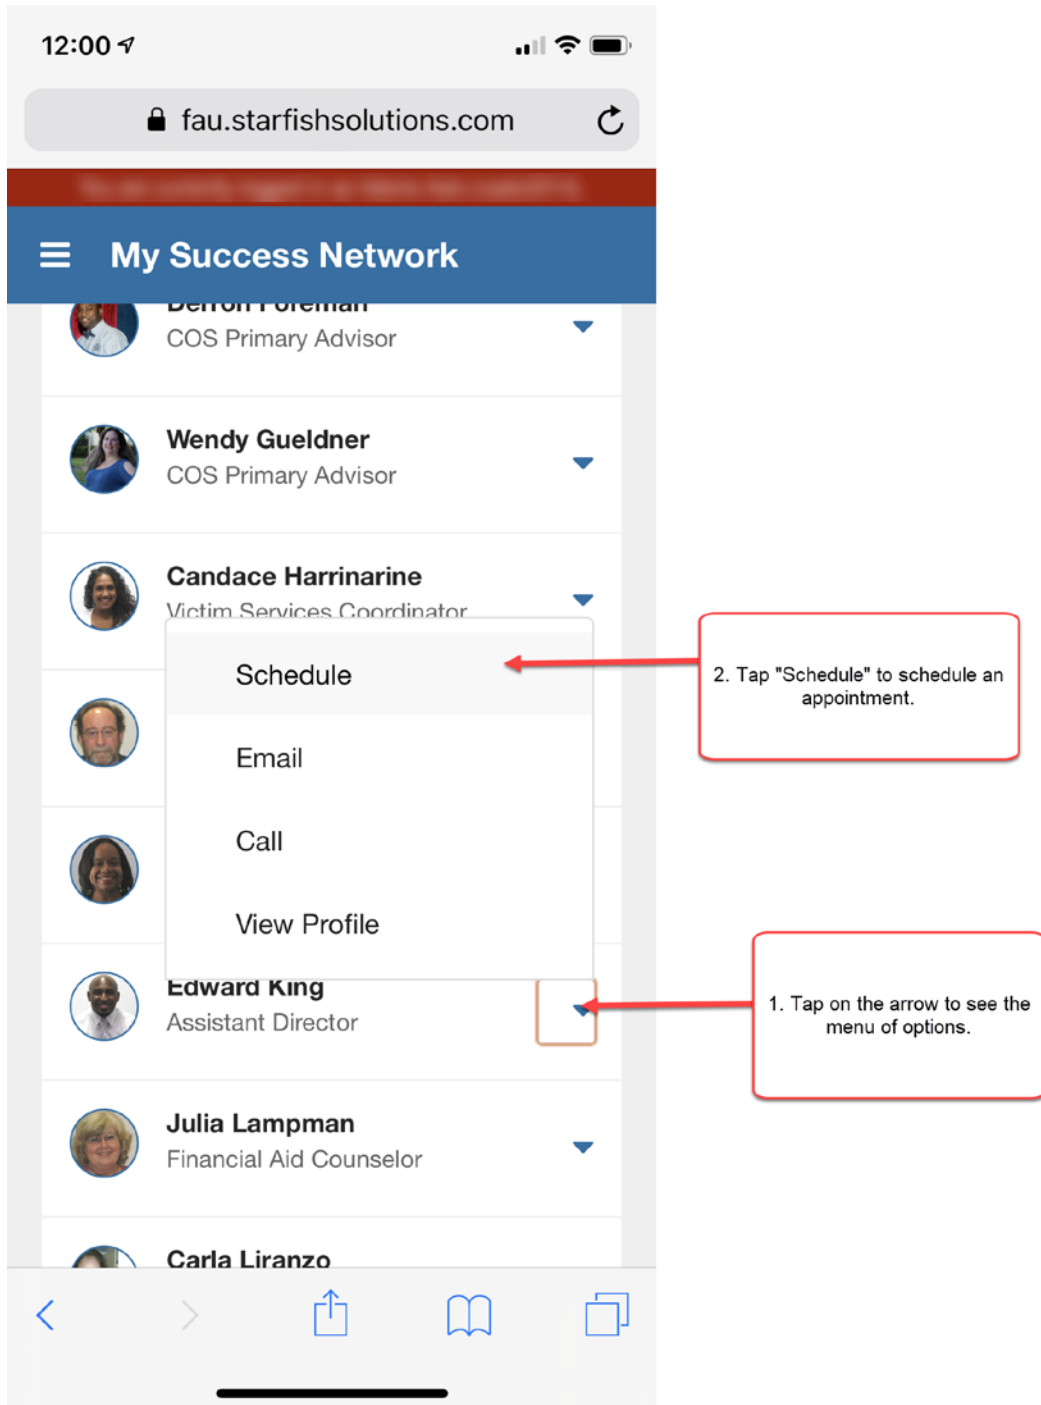 12:00
fau.starfishsolutions.com
My Success Network
Derron Foreman
COS Primary Advisor
Wendy Gueldner
COS Primary Advisor
Candace Harrinarine
Victim Services Coordinator
Schedule
Email
Call
View Profile
2. Tap "Schedule" to schedule an
appointment.
Edward King
Assistant Director
1. Tap on the arrow to see the
menu of options.
Julia Lampman
Financial Aid Counselor
Carla Liranzo